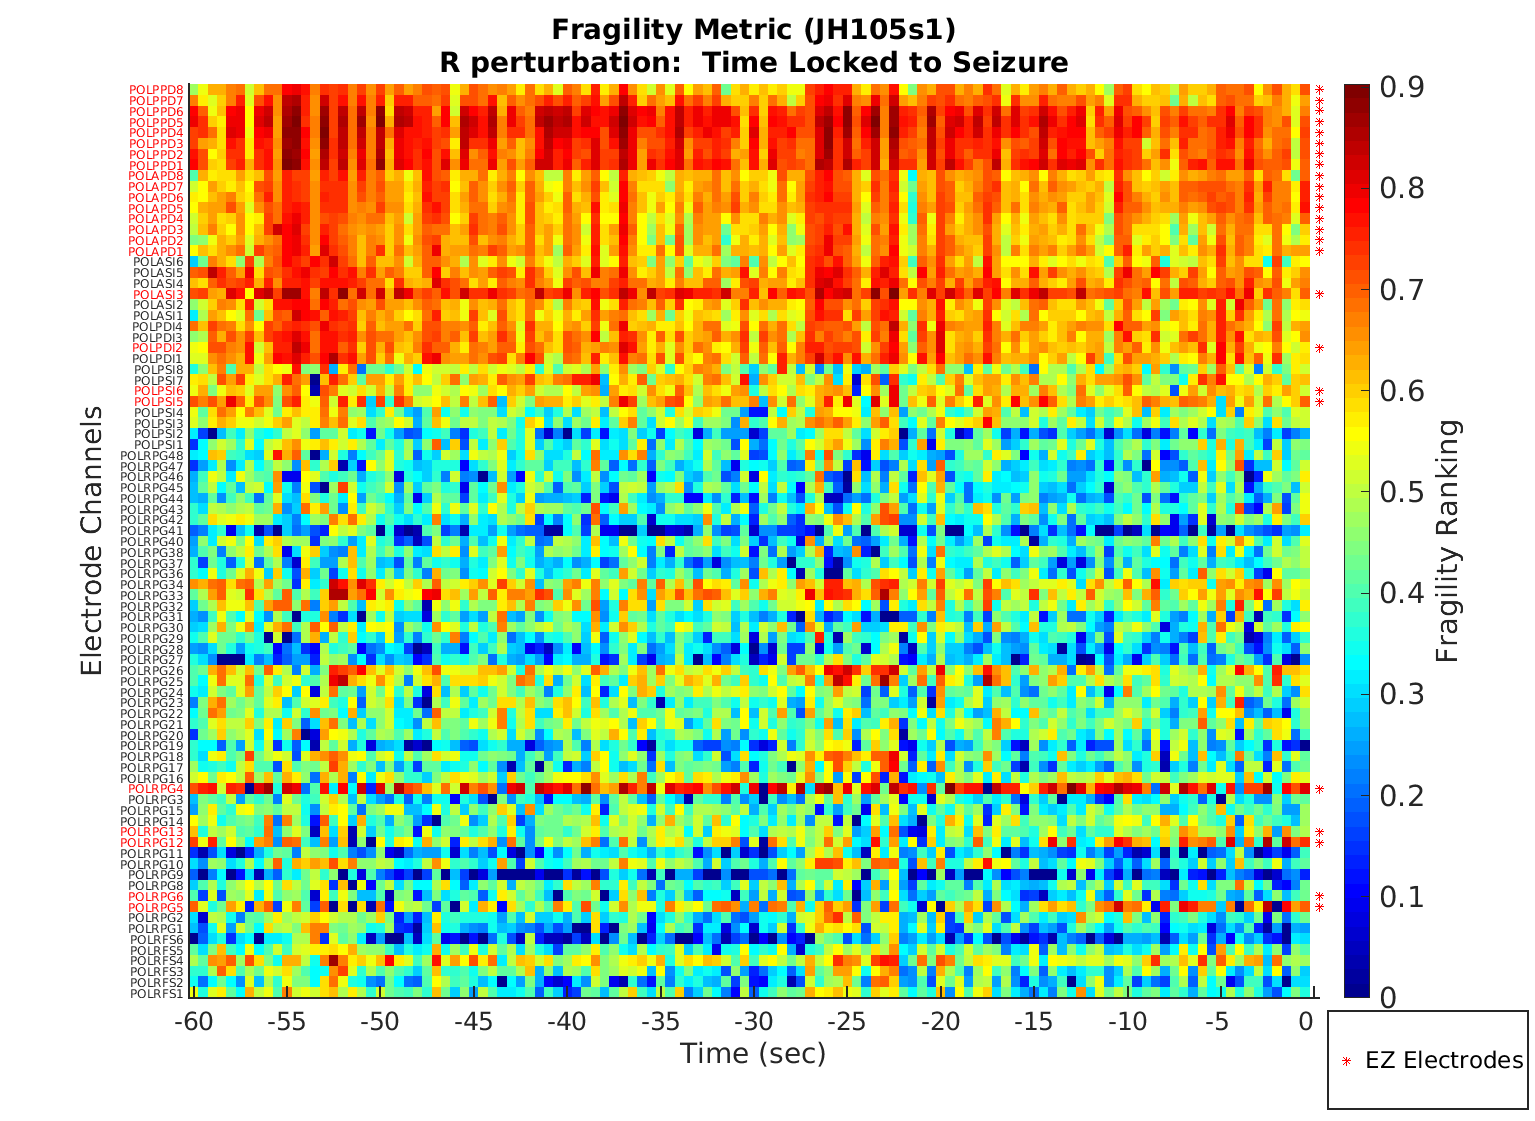 Fragility Metric (JH105s1)
R perturbation:  Time Locked to Seizure
Electrode Channels
POLPPD8
POLPPD7
POLPPD6
POLPPD5
POLPPD4
POLPPD3
POLPPD2
POLPPD1
POLAPD8
POLAPD7
POLAPD6
POLAPD5
POLAPD4
POLAPD3
POLAPD2
POLAPD1
POLASI6
POLASI5
POLASI4
POLASI3
POLASI2
POLASI1
POLPDI4
POLPDI3
POLPDI2
POLPDI1
POLPSI8
POLPSI7
POLPSI6
POLPSI5
POLPSI4
POLPSI3
POLPSI2
POLPSI1
POLRPG48
POLRPG47
POLRPG46
POLRPG45
POLRPG44
POLRPG43
POLRPG42
POLRPG41
POLRPG40
POLRPG38
POLRPG37
POLRPG36
POLRPG34
POLRPG33
POLRPG32
POLRPG31
POLRPG30
POLRPG29
POLRPG28
POLRPG27
POLRPG26
POLRPG25
POLRPG24
POLRPG23
POLRPG22
POLRPG21
POLRPG20
POLRPG19
POLRPG18
POLRPG17
POLRPG16
POLRPG4
POLRPG3
POLRPG15
POLRPG14
POLRPG13
POLRPG12
POLRPG11
POLRPG10
POLRPG9
POLRPG8
POLRPG6
POLRPG5
POLRPG2
POLRPG1
POLRFS6
POLRFS5
POLRFS4
POLRFS3
POLRFS2
POLRFS1
-60 -55 -50 -45 -40 -35 -30 -25 -20 -15 -10 -5 0
Time (sec)
0.9
0.8
0.7
0.6
0.5
0.4
0.3
0.2
0.1
0
Fragility Ranking
EZ Electrodes